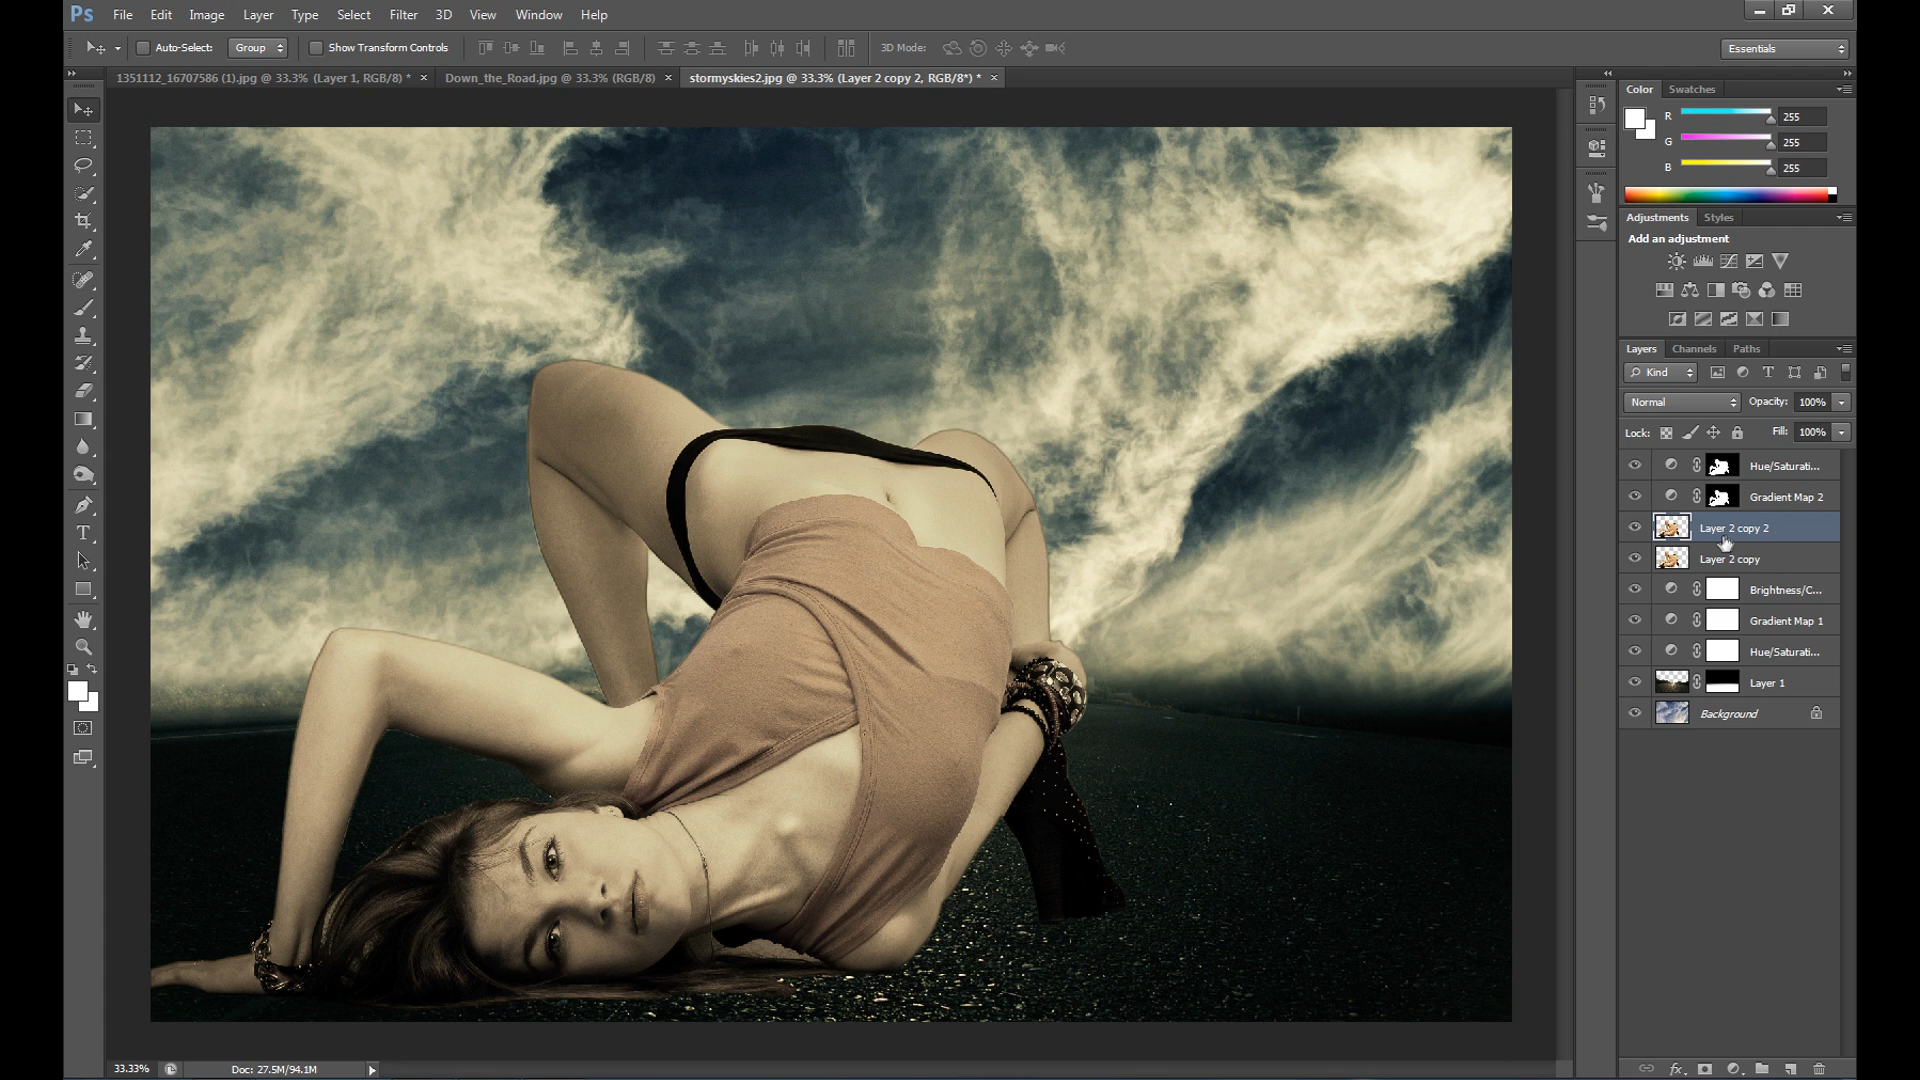 Ps File Edit Image Layer Type Select Filter 3D View Window Help
Auto-Select: Group Show Transform Controls 3D Mode: Essentials
1351112_16707586 (1).jpg @ 33.3% (Layer 1, RGB/8) * × Down_the_Road.jpg @ 33.3% (RGB/8) × stormyskies2.jpg @ 33.3% (Layer 2 copy 2, RGB/8*) * ×
Color Swatches
R 255
G 255
B 255
Adjustments Styles
Add an adjustment
Layers Channels Paths
Kind
Normal Opacity: 100%
Lock: Fill: 100%
Hue/Saturati...
Gradient Map 2
Layer 2 copy 2
Layer 2 copy
Brightness/C...
Gradient Map 1
Hue/Saturati...
Layer 1
Background
33.33% Doc: 27.5M/94.1M